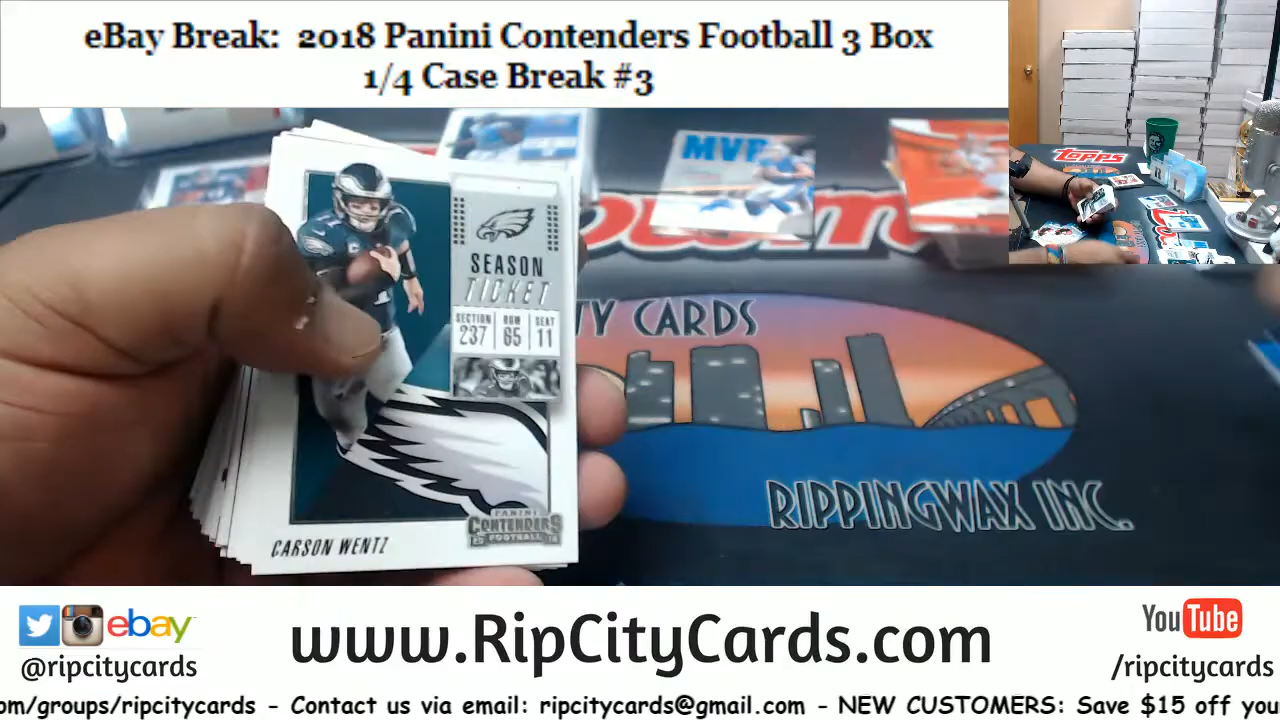 eBay Break: 2018 Panini Contenders Football 3 Box
1/4 Case Break #3
MVP
TOPPS
SEASON
TICKET
SECTION ROW SEAT
237 65 11
TY CARDS
RIPPINGWAX INC.
PANINI
CONTENDERS
FOOTBALL
CARSON WENTZ
ebay
@ripcitycards
www.RipCityCards.com
YouTube
/ripcitycards
om/groups/ripcitycards - Contact us via email: ripcitycards@gmail.com - NEW CUSTOMERS: Save $15 off you